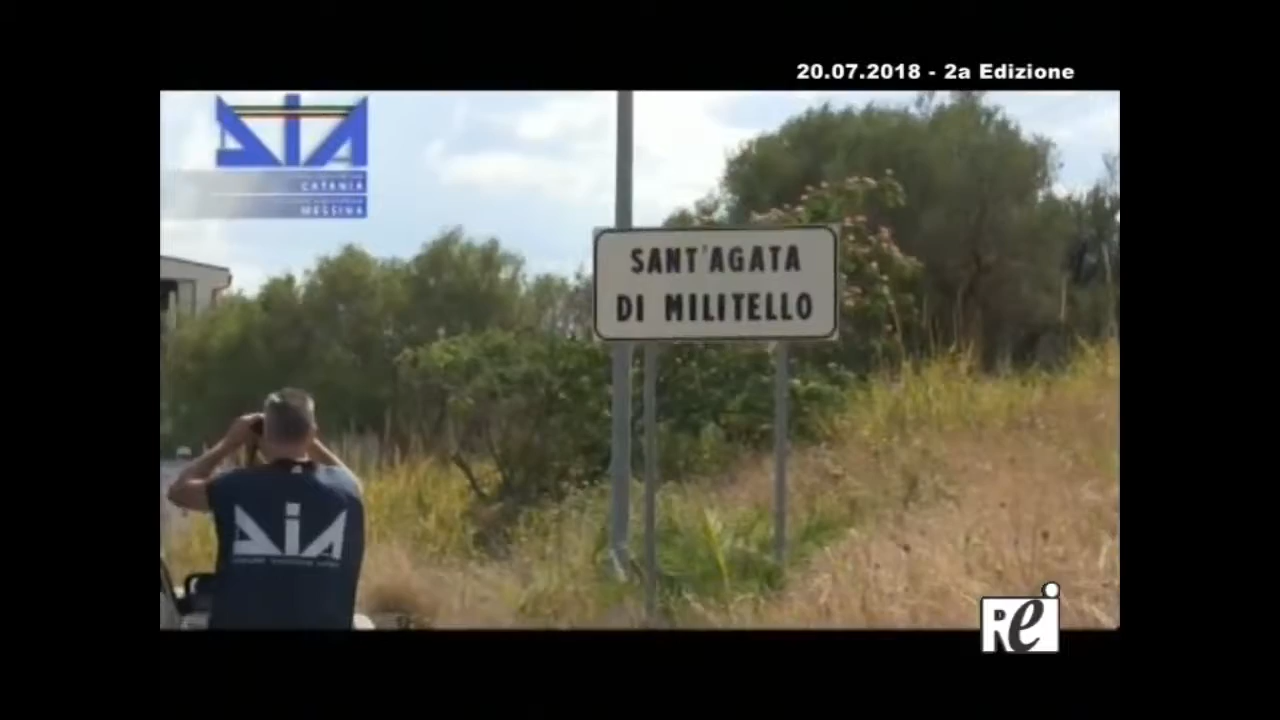 20.07.2018 - 2a Edizione
DIA
CATANIA
MESSINA
SANT'AGATA
DI MILITELLO
DIA
REi